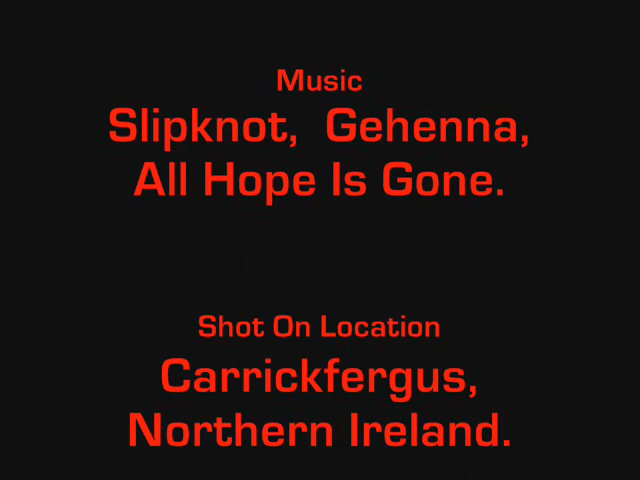 Music
Slipknot, Gehenna,
All Hope Is Gone.
Shot On Location
Carrickfergus,
Northern Ireland.